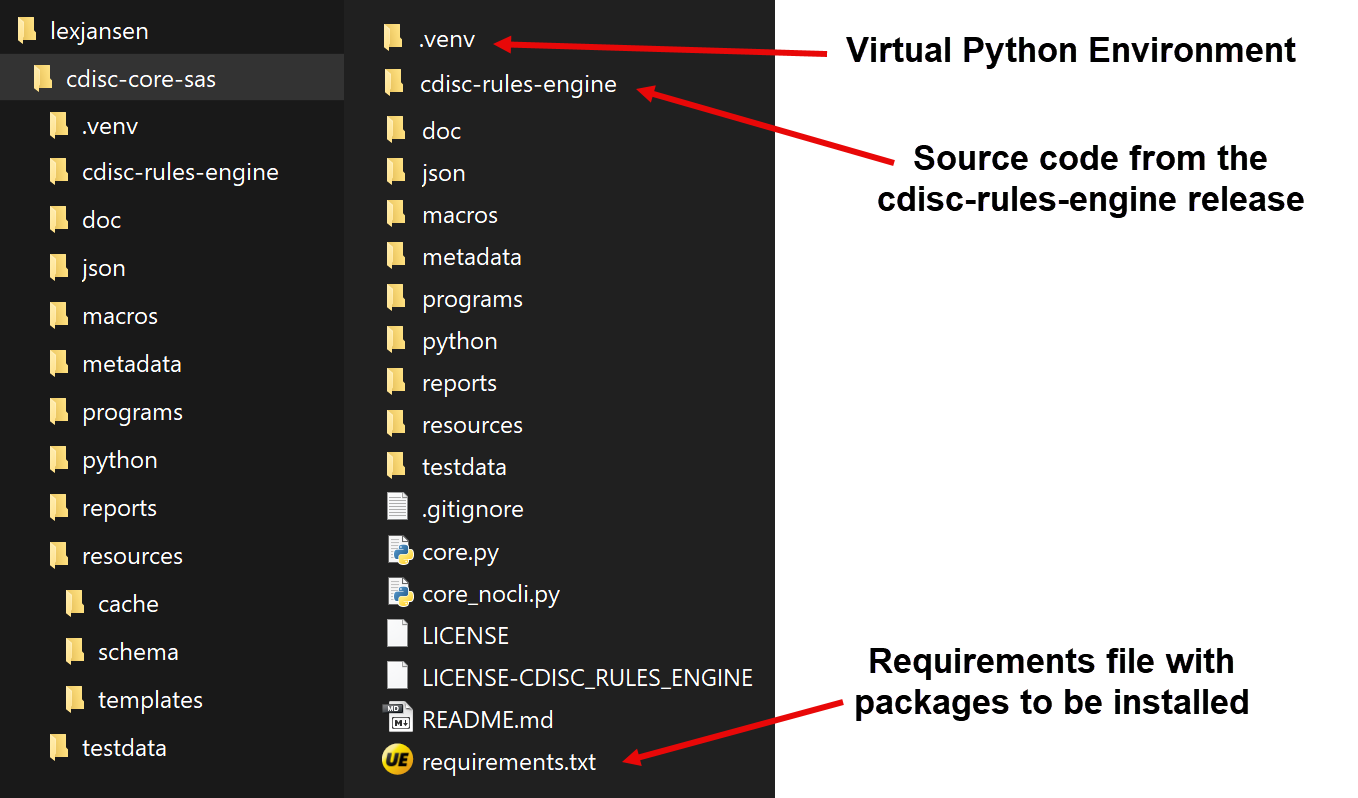 lexjansen
cdisc-core-sas
.venv
cdisc-rules-engine
doc
json
macros
metadata
programs
python
reports
resources
cache
schema
templates
testdata
.venv
cdisc-rules-engine
doc
json
macros
metadata
programs
python
reports
resources
testdata
.gitignore
core.py
core_nocli.py
LICENSE
LICENSE-CDISC_RULES_ENGINE
MD
M
README.md
UE
requirements.txt
Virtual Python Environment
Source code from the
cdisc-rules-engine release
Requirements file with
packages to be installed